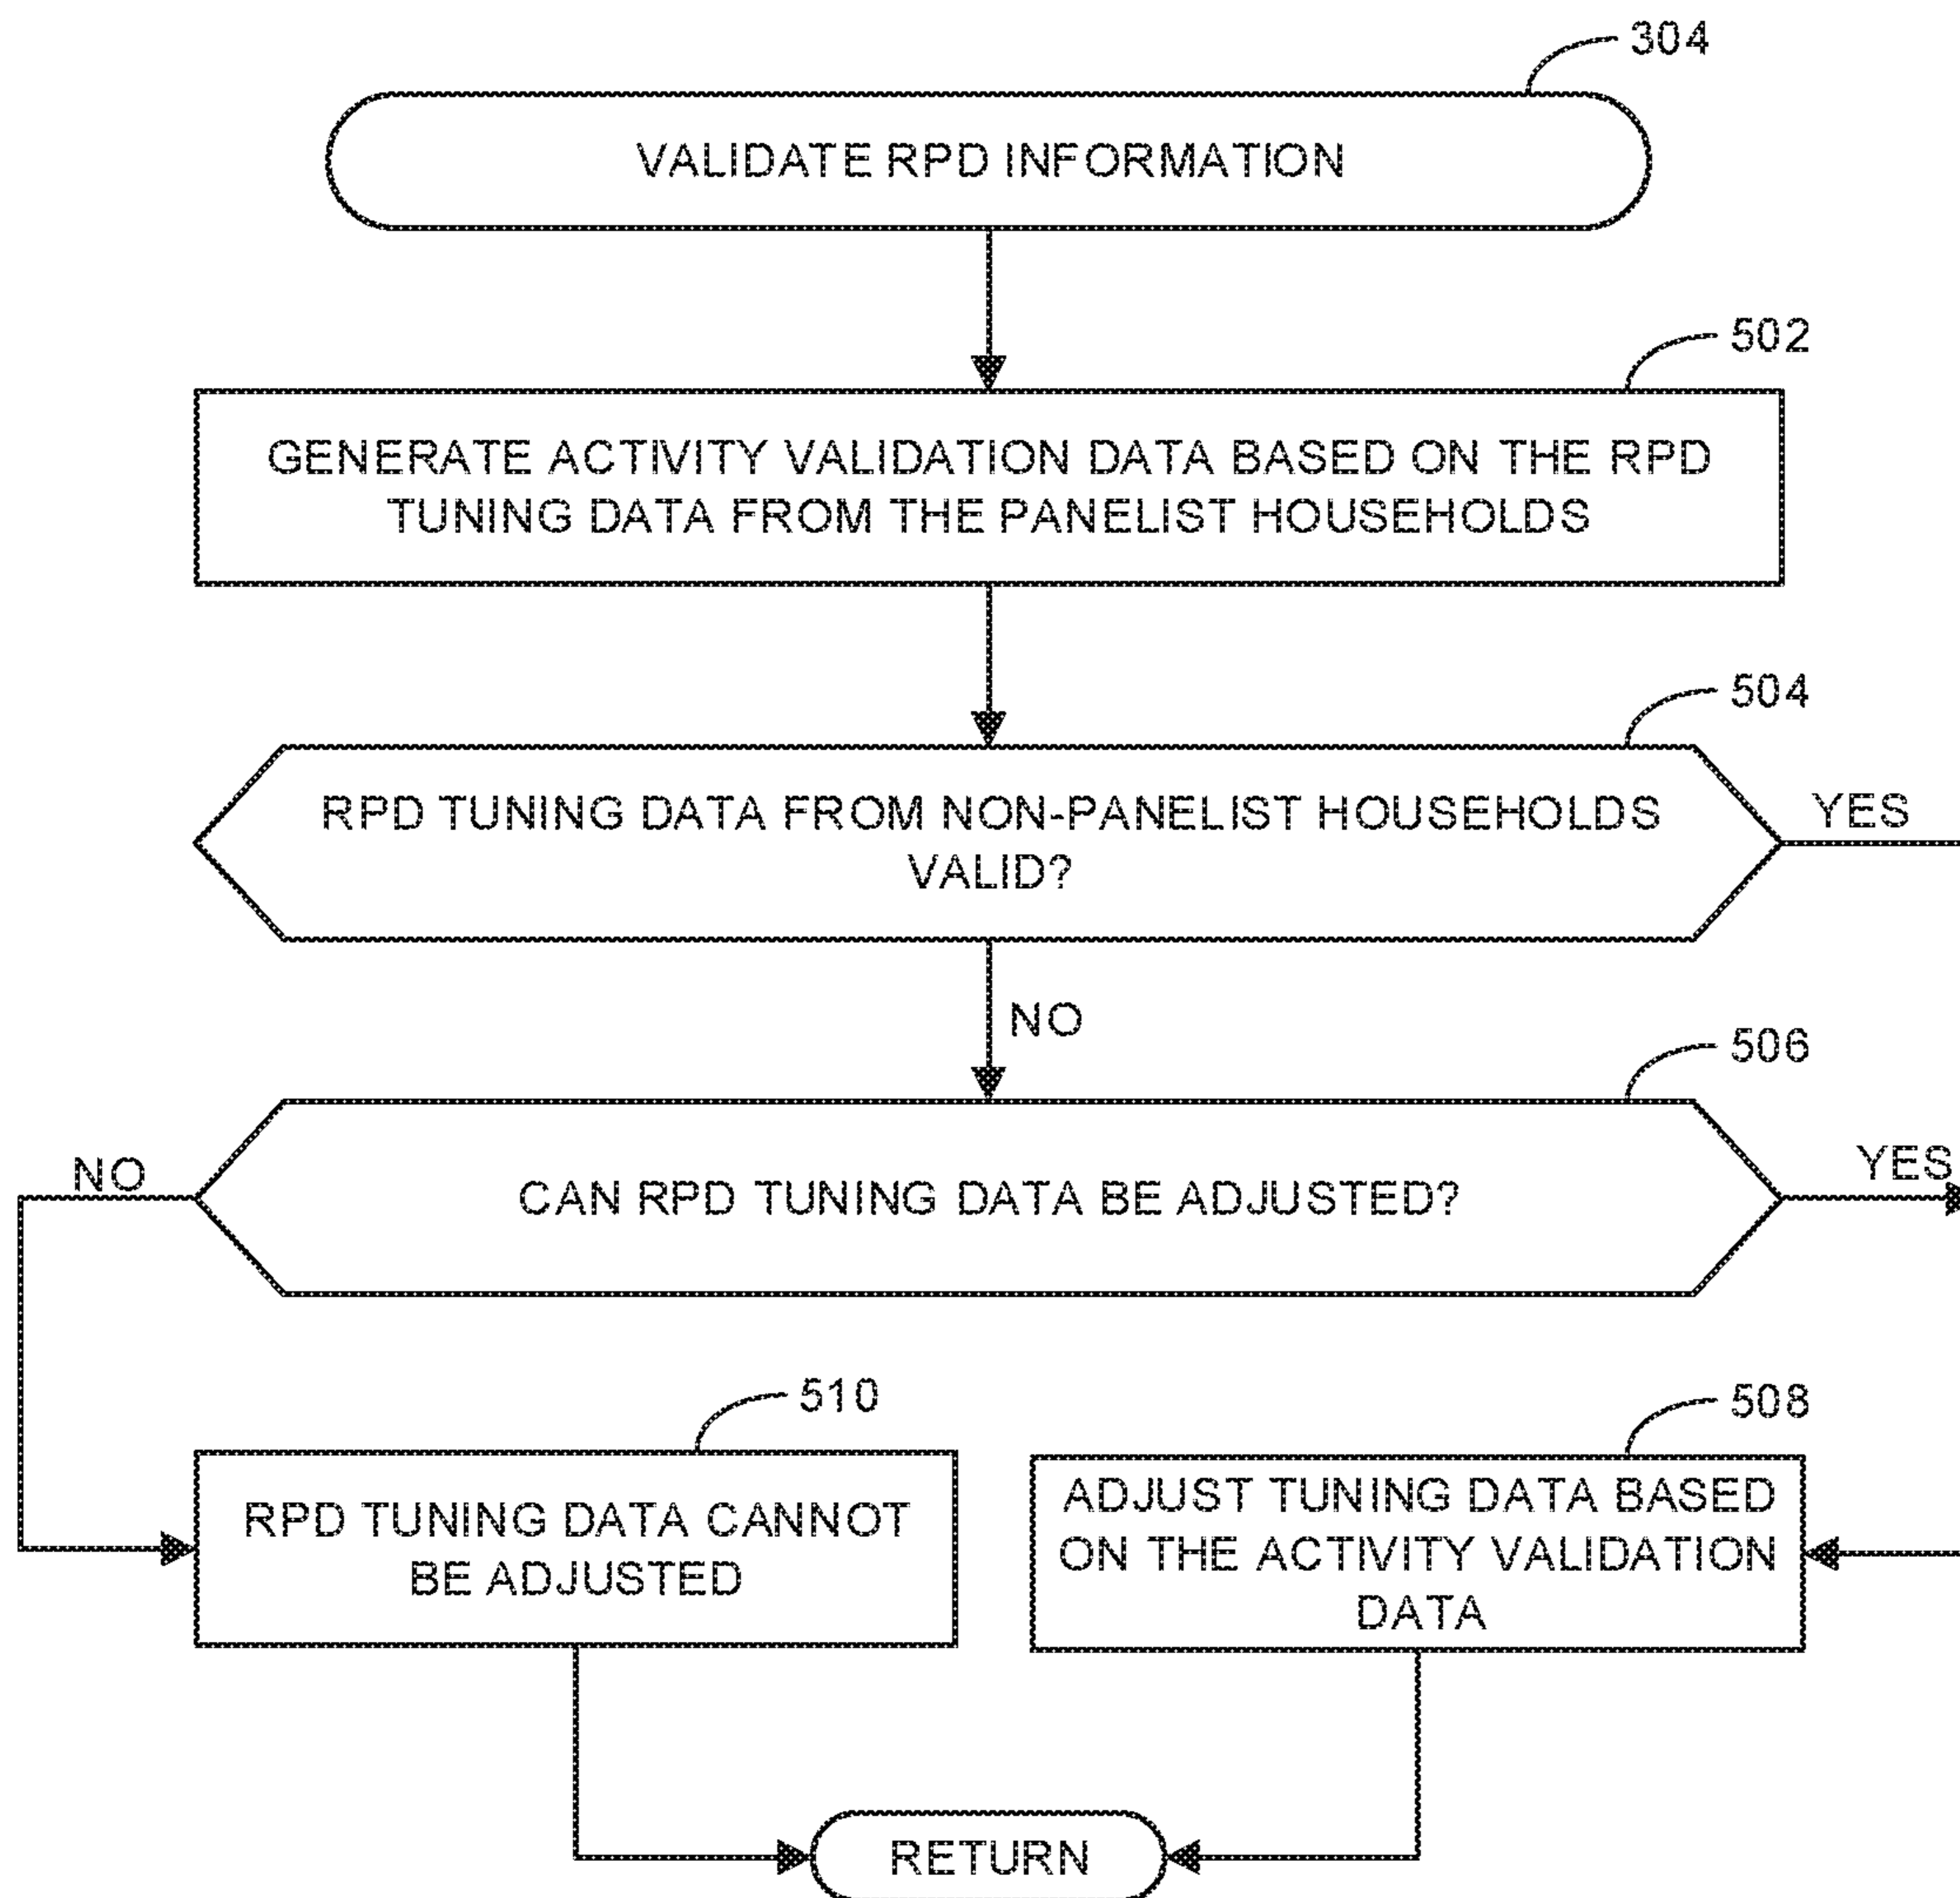 304
VALIDATE RPD INFORMATION
502
GENERATE ACTIVITY VALIDATION DATA BASED ON THE RPD
TUNING DATA FROM THE PANELIST HOUSEHOLDS
504
RPD TUNING DATA FROM NON-PANELIST HOUSEHOLDS
VALID?
YES
NO
506
NO
CAN RPD TUNING DATA BE ADJUSTED?
YES
510
RPD TUNING DATA CANNOT
BE ADJUSTED
508
ADJUST TUNING DATA BASED
ON THE ACTIVITY VALIDATION
DATA
RETURN